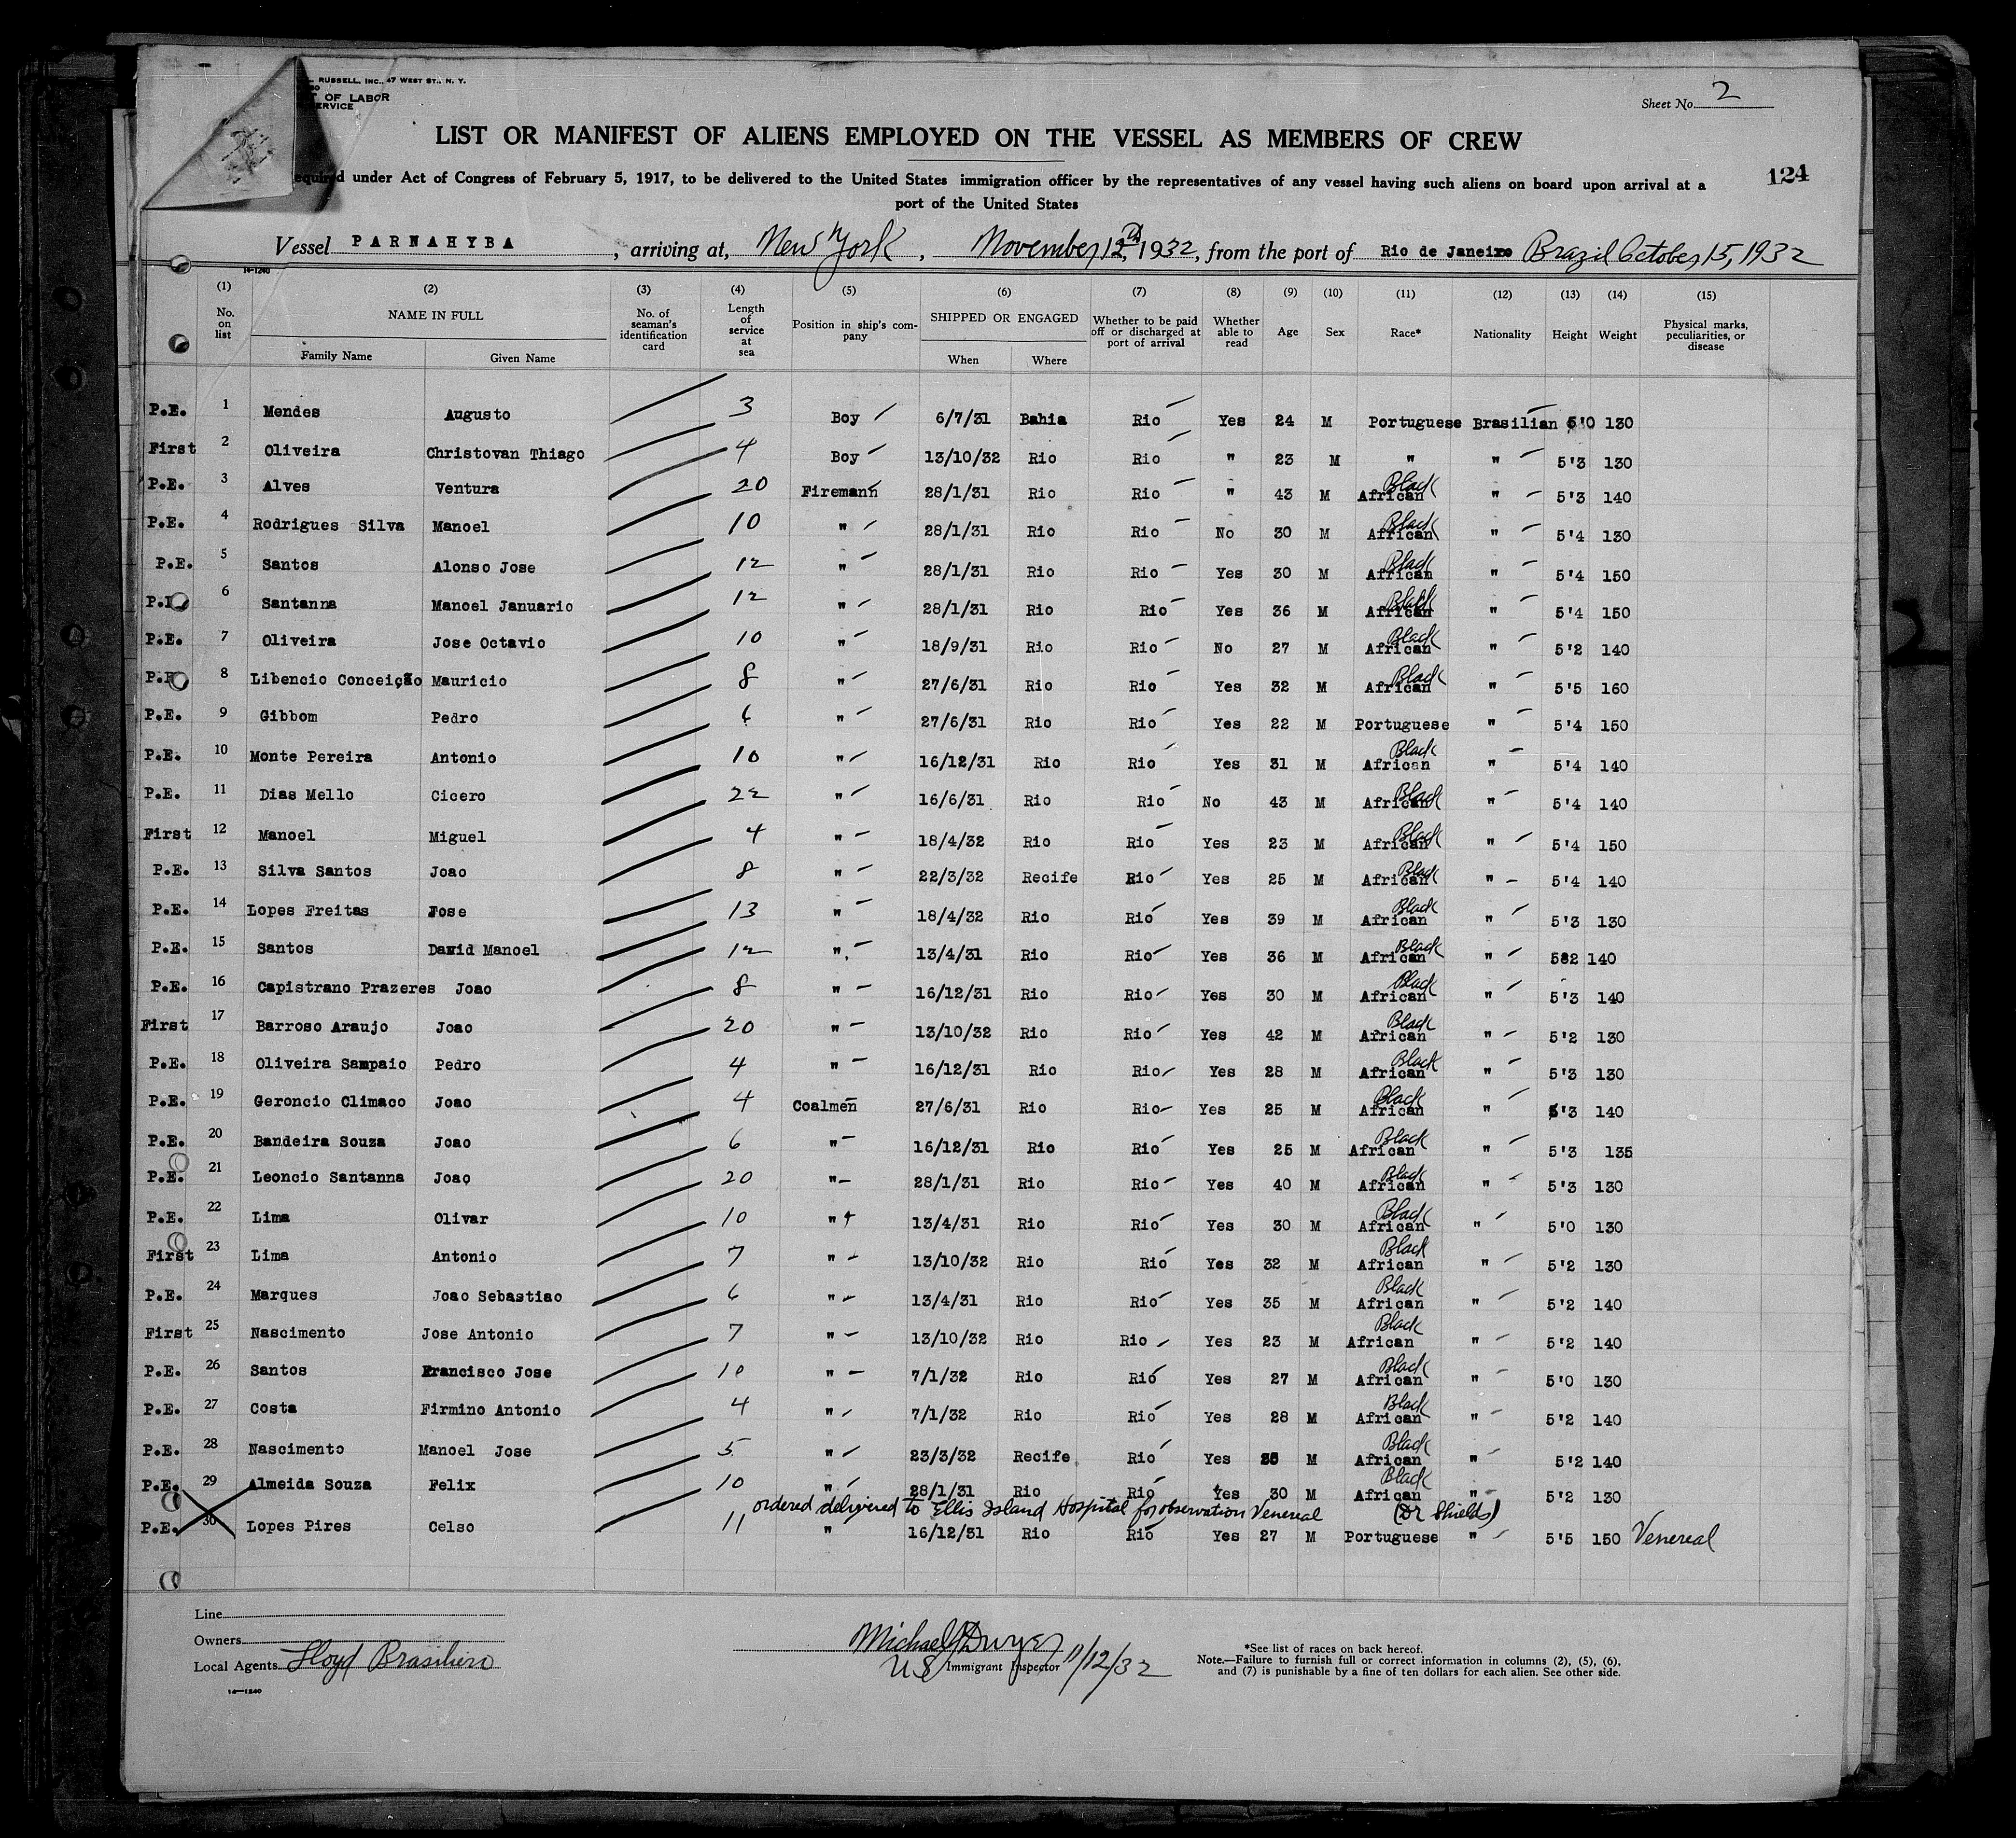 RUSSELL, INC., 47 WEST ST., N. Y.
OF LABOR
SERVICE
Sheet No. 2
LIST OR MANIFEST OF ALIENS EMPLOYED ON THE VESSEL AS MEMBERS OF CREW
124
equired under Act of Congress of February 5, 1917, to be delivered to the United States immigration officer by the representatives of any vessel having such aliens on board upon arrival at a
port of the United States
Vessel PARNAHYBA, arriving at, New York, November 12th, 1932, from the port of Rio de Janeiro Brazil October 15, 1932
14-1240
(1) (2) (3) (4) (5) (6) (7) (8) (9) (10) (11) (12) (13) (14) (15)
No. on list NAME IN FULL Family Name Given Name No. of seaman's identification card Length of service at sea Position in ship's company SHIPPED OR ENGAGED When Where Whether to be paid off or discharged at port of arrival Whether able to read Age Sex Race* Nationality Height Weight Physical marks, peculiarities, or disease
P.E. 1 Mendes Augusto 3 Boy 6/7/31 Bahia Rio Yes 24 M Portuguese Brasilian 5'0 130
First 2 Oliveira Christovan Thiago 4 Boy 13/10/32 Rio Rio " 23 M " " 5'3 130
P.E. 3 Alves Ventura 20 Firemann 28/1/31 Rio Rio " 43 M African Black " 5'3 140
P.E. 4 Rodrigues Silva Manoel 10 " 28/1/31 Rio Rio No 30 M African Black " 5'4 130
P.E. 5 Santos Alonso Jose 12 " 28/1/31 Rio Rio Yes 30 M African Black " 5'4 150
P.E. 6 Santanna Manoel Januario 12 " 28/1/31 Rio Rio Yes 36 M African Black " 5'4 150
P.E. 7 Oliveira Jose Octavio 10 " 18/9/31 Rio Rio No 27 M African Black " 5'2 140
P.E. 8 Libencio Conceição Mauricio 8 " 27/6/31 Rio Rio Yes 32 M African Black " 5'5 160
P.E. 9 Gibbom Pedro 6 " 27/6/31 Rio Rio Yes 22 M Portuguese " 5'4 150
P.E. 10 Monte Pereira Antonio 10 " 16/12/31 Rio Rio Yes 31 M African Black " 5'4 140
P.E. 11 Dias Mello Cicero 22 " 16/6/31 Rio Rio No 43 M African Black " 5'4 140
First 12 Manoel Miguel 4 " 18/4/32 Rio Rio Yes 23 M African Black " 5'4 150
P.E. 13 Silva Santos Joao 8 " 22/3/32 Recife Rio Yes 25 M African Black " 5'4 140
P.E. 14 Lopes Freitas Jose 13 " 18/4/32 Rio Rio Yes 39 M African Black " 5'3 130
P.E. 15 Santos David Manoel 12 " 13/4/31 Rio Rio Yes 36 M African Black " 582 140
P.E. 16 Capistrano Prazeres Joao 8 " 16/12/31 Rio Rio Yes 30 M African Black " 5'3 140
First 17 Barroso Araujo Joao 20 " 13/10/32 Rio Rio Yes 42 M African Black " 5'2 130
P.E. 18 Oliveira Sampaio Pedro 4 " 16/12/31 Rio Rio Yes 28 M African Black " 5'3 130
P.E. 19 Geroncio Climaco Joao 4 Coalmen 27/6/31 Rio Rio Yes 25 M African Black " 5'3 140
P.E. 20 Bandeira Souza Joao 6 " 16/12/31 Rio Rio Yes 25 M African Black " 5'3 135
P.E. 21 Leoncio Santanna Joao 20 " 28/1/31 Rio Rio Yes 40 M African Black " 5'3 130
P.E. 22 Lima Olivar 10 " 13/4/31 Rio Rio Yes 30 M African Black " 5'0 130
First 23 Lima Antonio 7 " 13/10/32 Rio Rio Yes 32 M African Black " 5'2 130
P.E. 24 Marques Joao Sebastiao 6 " 13/4/31 Rio Rio Yes 35 M African Black " 5'2 140
First 25 Nascimento Jose Antonio 7 " 13/10/32 Rio Rio Yes 23 M African Black " 5'2 140
P.E. 26 Santos Francisco Jose 10 " 7/1/32 Rio Rio Yes 27 M African Black " 5'0 130
P.E. 27 Costa Firmino Antonio 4 " 7/1/32 Rio Rio Yes 28 M African Black " 5'2 140
P.E. 28 Nascimento Manoel Jose 5 " 23/3/32 Recife Rio Yes M African Black " 5'2 140
P.E. 29 Almeida Souza Felix 10 " 28/1/31 Rio Rio Yes 30 M African Black " 5'2 130
ordered delivered to Ellis Island Hospital for observation Venereal (Dr Shields)
P.E. 30 Lopes Pires Celso 11 " 16/12/31 Rio Rio Yes 27 M Portuguese " 5'5 150 Venereal
Line
Owners
Local Agents Lloyd Brasiliero
14-1240
Michael J Dwyer
US Immigrant Inspector 11/12/32
*See list of races on back hereof.
Note.—Failure to furnish full or correct information in columns (2), (5), (6),
and (7) is punishable by a fine of ten dollars for each alien. See other side.
2